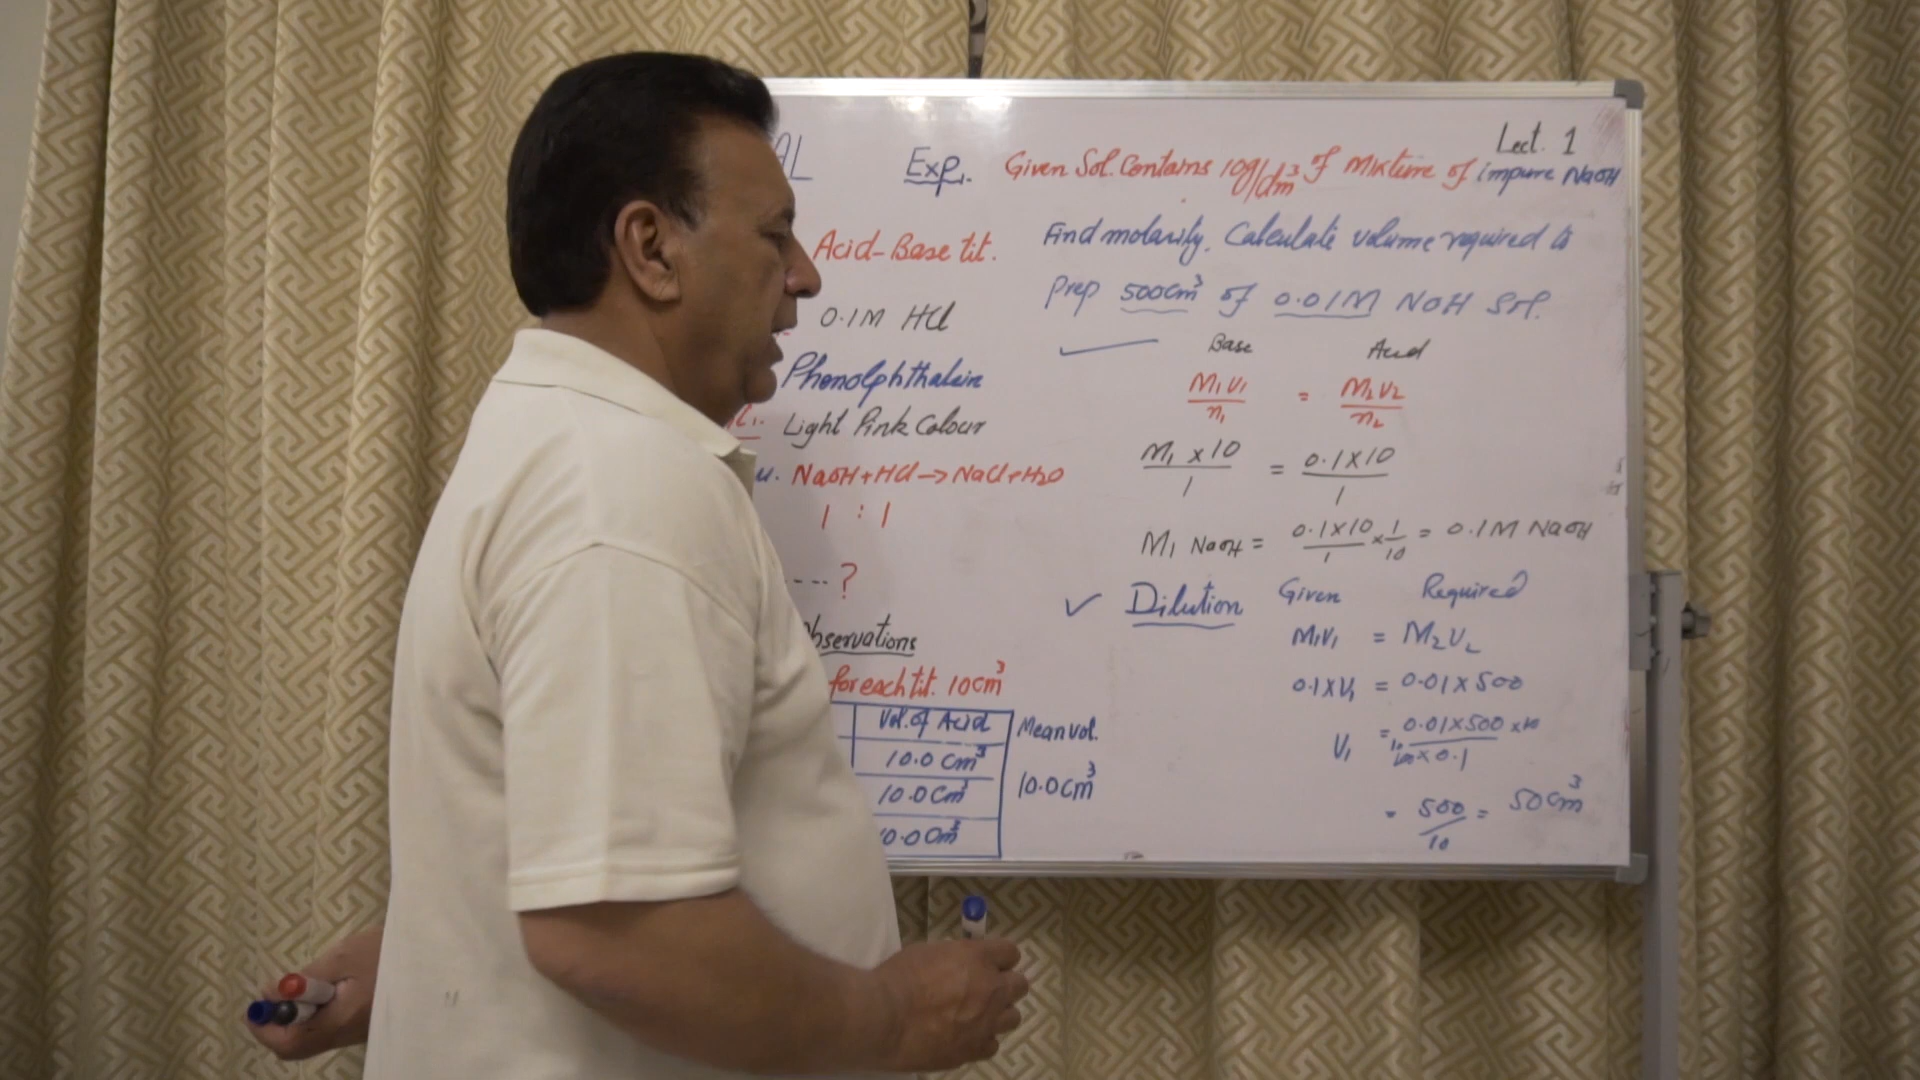 Lect. 1
AL
Exp. Given Sol. Contains 10g/dm³ of Mixture of impure NaOH
Find molarity. Calculate volume required to
Prep 500cm³ of 0.01M NOH Sol.
Acid-Base tit.
0.1M HCl
Phenolphthalein
Light Pink Colour
NaOH + HCl → NaCl + H2O
1 : 1
---- ?
Observations
for each tit. 10cm³
Vol. of Acid Mean vol.
10.0 cm³
10.0 cm³ 10.0cm³
10.0 cm³
Base Acid
M1V1/n1 = M2V2/n2
M1 x 10/1 = 0.1x10/1
M1 NaOH = 0.1x10/1 x 1/10 = 0.1M NaOH
Dilution Given Required
M1V1 = M2V2
0.1xV1 = 0.01x500
V1 = 0.01x500x10
x0.1
= 500/10 = 50cm³